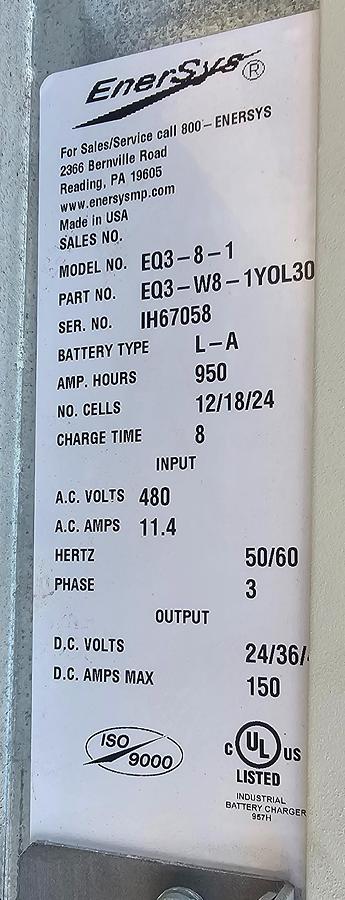 EnerSys®
For Sales/Service call 800-ENERSYS
2366 Bernville Road
Reading, PA 19605
www.enersysmp.com
Made in USA
SALES NO.
MODEL NO. EQ3-8-1
PART NO. EQ3-W8-1YOL30
SER. NO. IH67058
BATTERY TYPE L-A
AMP. HOURS 950
NO. CELLS 12/18/24
CHARGE TIME 8
INPUT
A.C. VOLTS 480
A.C. AMPS 11.4
HERTZ 50/60
PHASE 3
OUTPUT
D.C. VOLTS 24/36/
D.C. AMPS MAX 150
ISO 9000
C UL US
LISTED
INDUSTRIAL
BATTERY CHARGER
957H